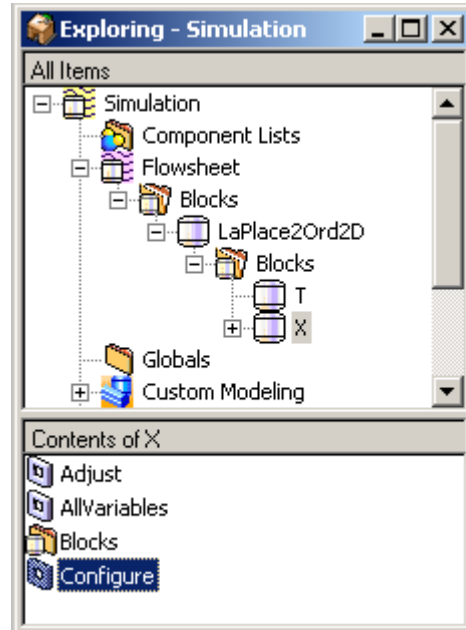 Exploring - Simulation
All Items
Simulation
Component Lists
Flowsheet
Blocks
LaPlace2Ord2D
Blocks
T
X
Globals
Custom Modeling
Contents of X
Adjust
AllVariables
Blocks
Configure